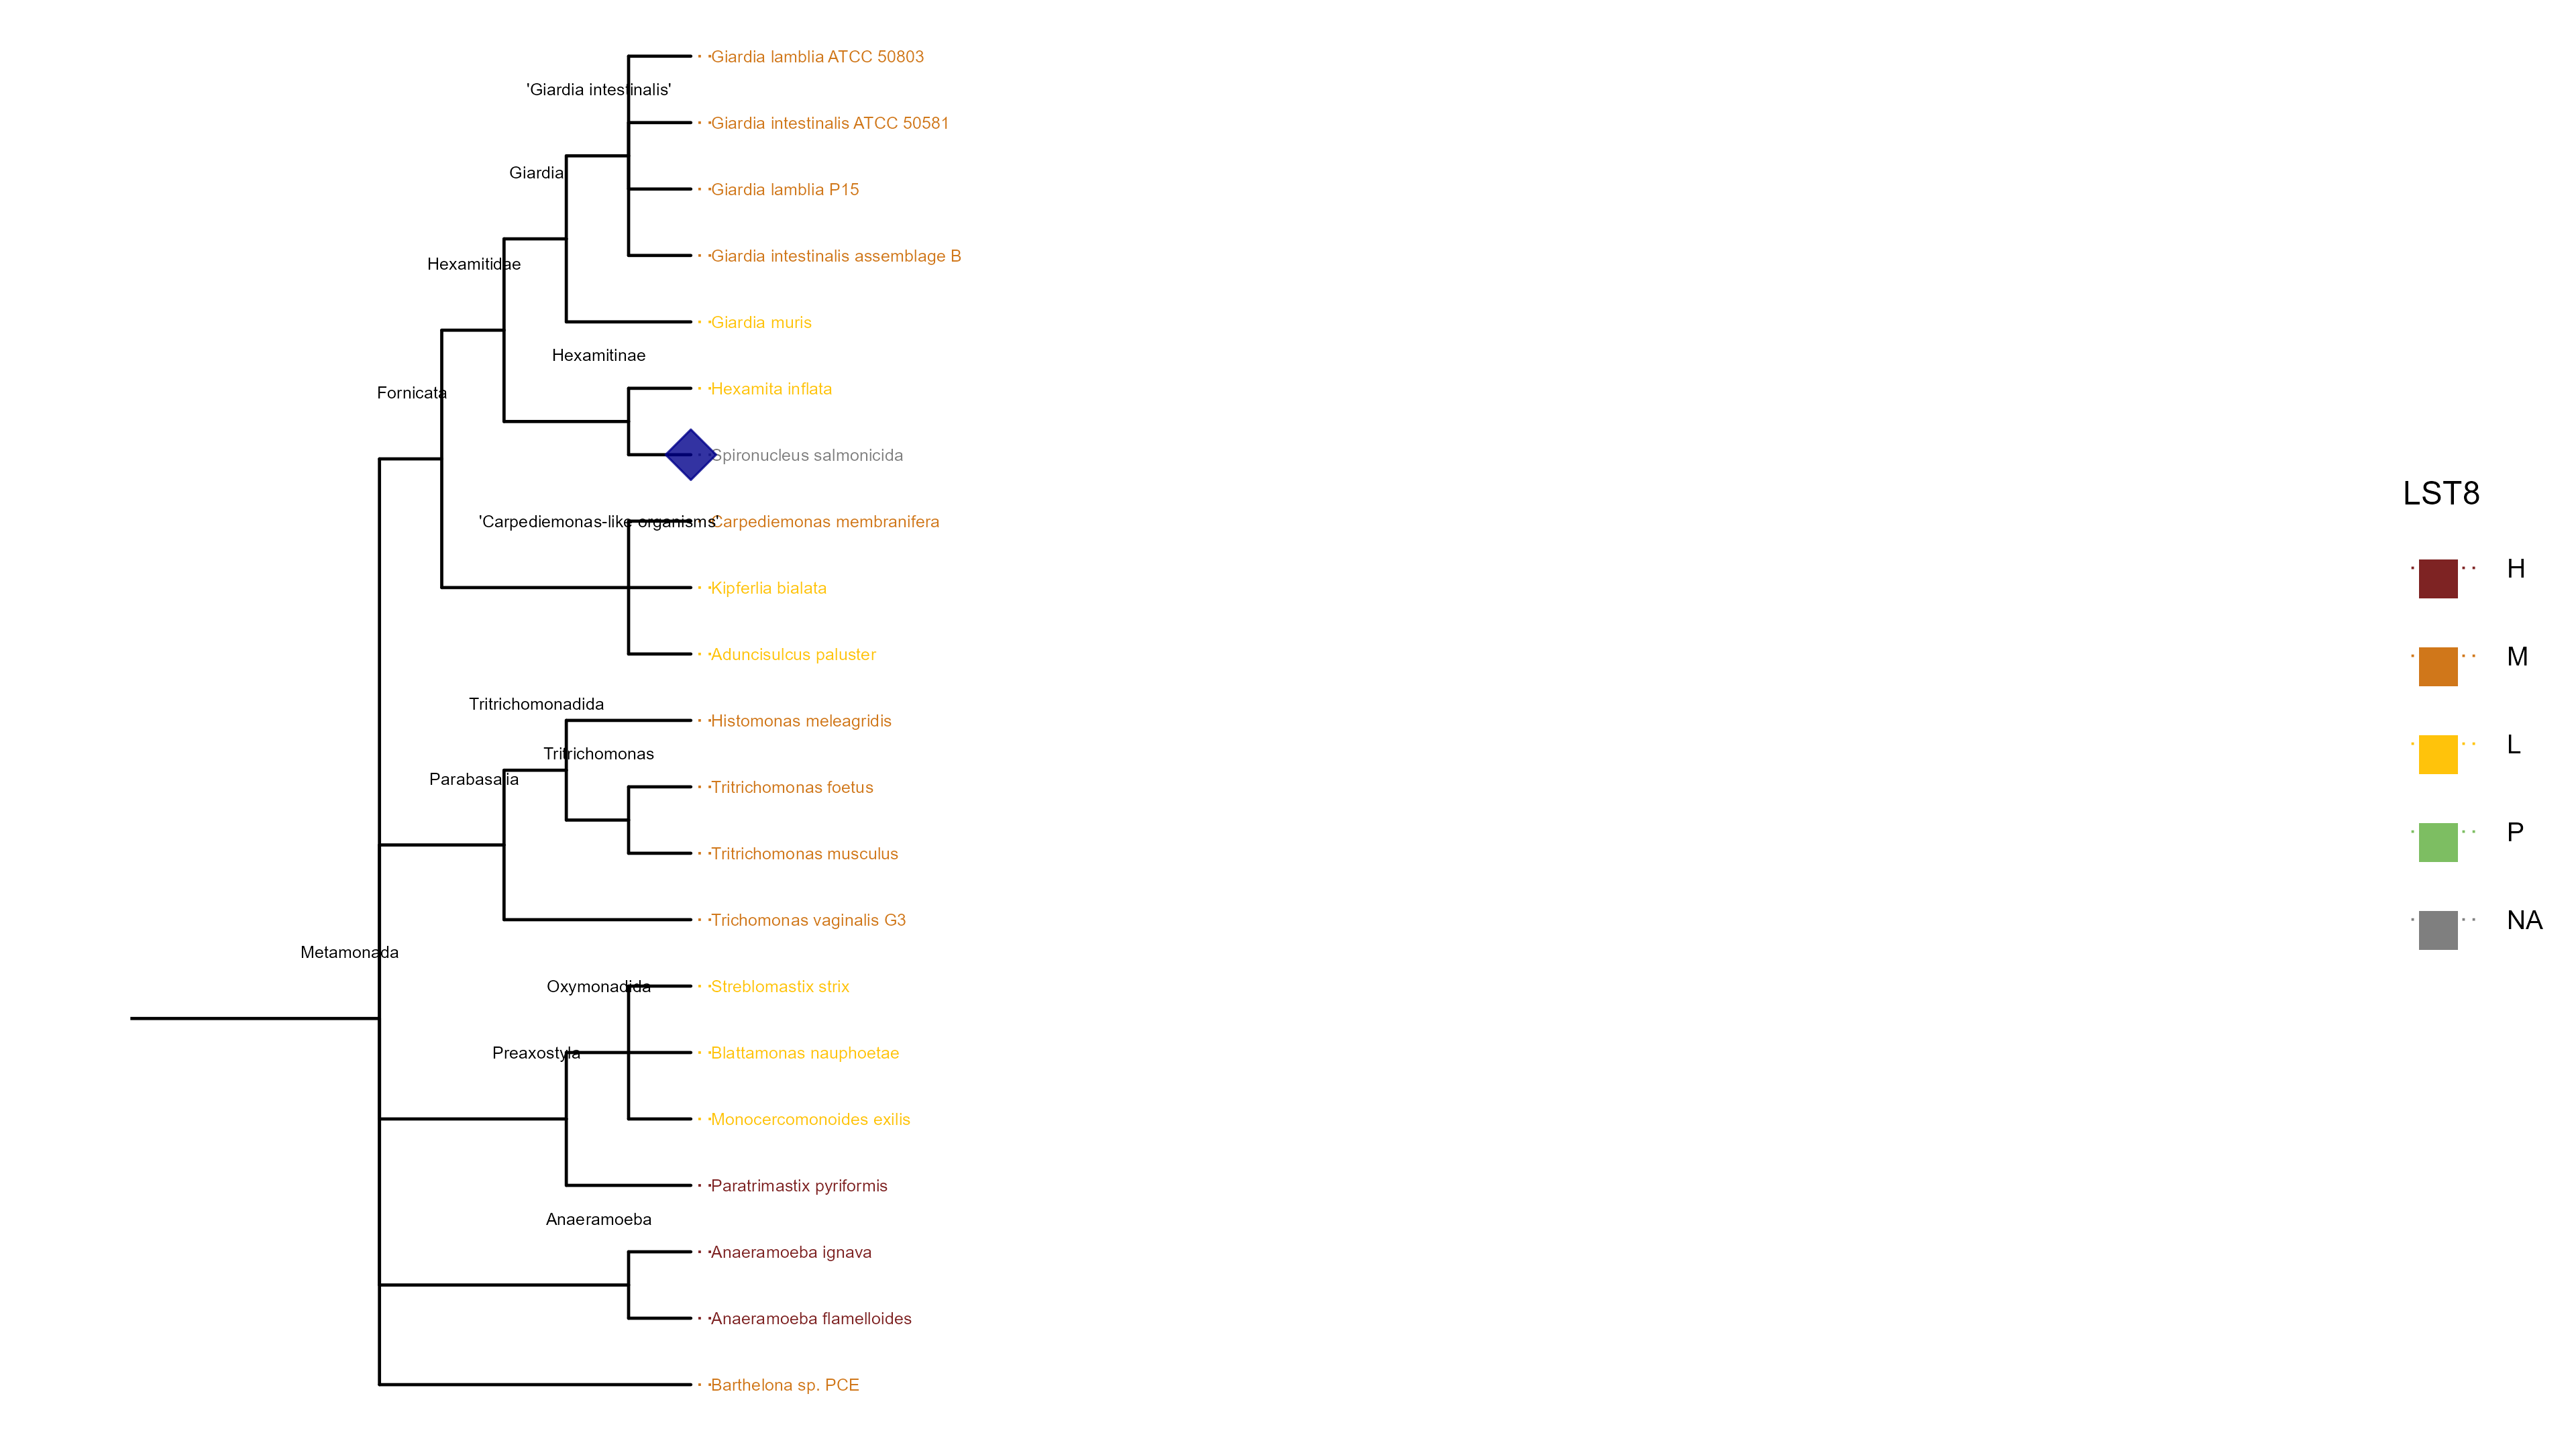 Giardia lamblia ATCC 50803
'Giardia intestinalis'
Giardia intestinalis ATCC 50581
Giardia
Giardia lamblia P15
Giardia intestinalis assemblage B
Hexamitidae
Giardia muris
Hexamitinae
Hexamita inflata
Fornicata
Spironucleus salmonicida
'Carpediemonas-like organisms'
Carpediemonas membranifera
Kipferlia bialata
Aduncisulcus paluster
Tritrichomonadida
Histomonas meleagridis
Tritrichomonas
Parabasalia
Tritrichomonas foetus
Tritrichomonas musculus
Trichomonas vaginalis G3
Metamonada
Oxymonadida
Streblomastix strix
Preaxostyla
Blattamonas nauphoetae
Monocercomonoides exilis
Paratrimastix pyriformis
Anaeramoeba
Anaeramoeba ignava
Anaeramoeba flamelloides
Barthelona sp. PCE
LST8
H
M
L
P
NA